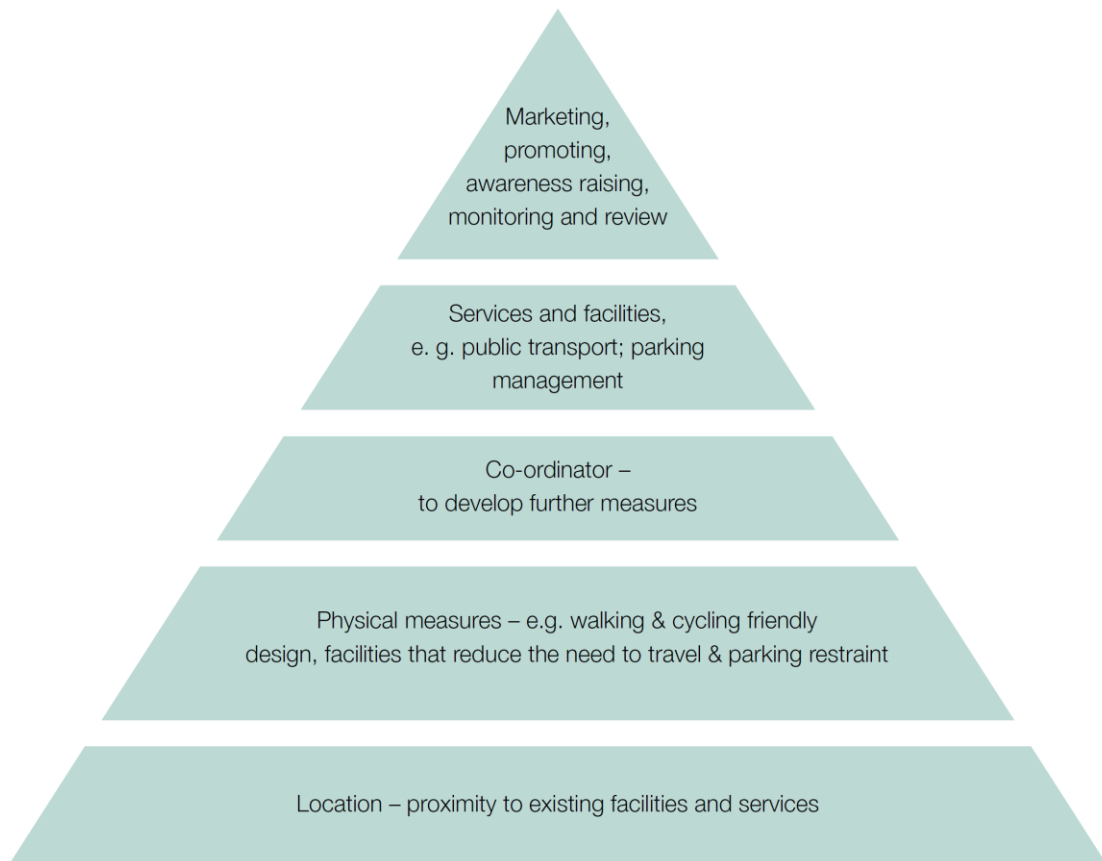 Marketing,
promoting,
awareness raising,
monitoring and review
Services and facilities,
e. g. public transport; parking
management
Co-ordinator –
to develop further measures
Physical measures – e.g. walking & cycling friendly
design, facilities that reduce the need to travel & parking restraint
Location – proximity to existing facilities and services